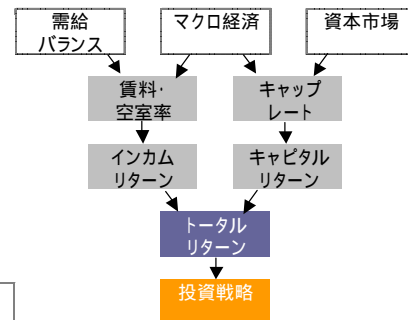 需給
バランス
マクロ経済
資本市場
賃料・
空室率
キャップ
レート
インカム
リターン
キャピタル
リターン
トータル
リターン
投資戦略